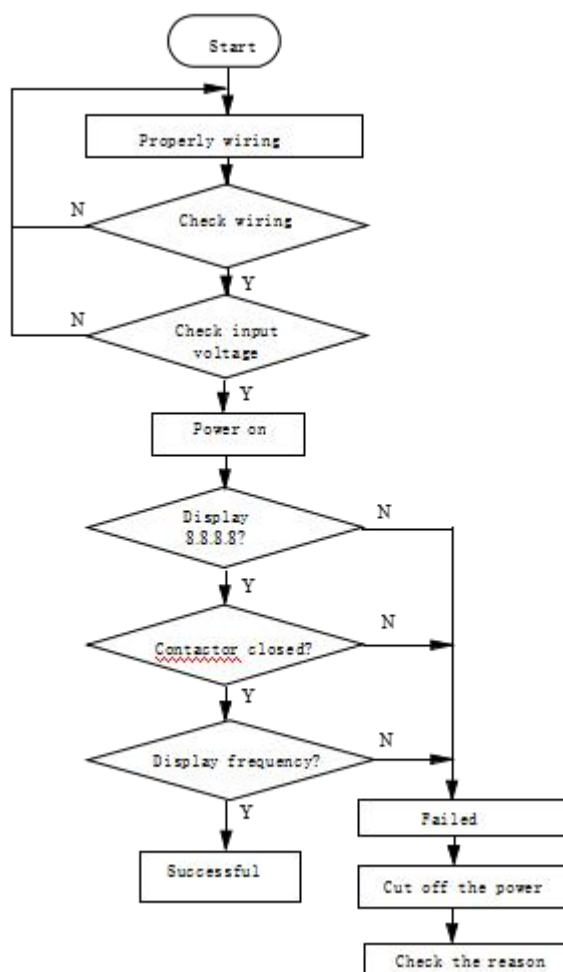 Start
Properly wiring
N
Check wiring
Y
N
Check input
voltage
Y
Power on
Display
8.8.8.8?
N
Y
Contactor closed?
N
Y
Display frequency?
N
Y
Failed
Successful
Cut off the power
Check the reason